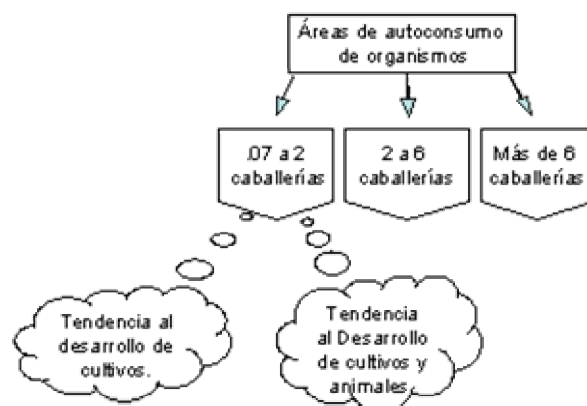 Áreas de autoconsumo
de organismos
.07 a 2
caballerías
2 a 6
caballerías
Más de 6
caballerías
Tendencia al
desarrollo de
cultivos.
Tendencia
al Desarrollo
de cultivos y
animales